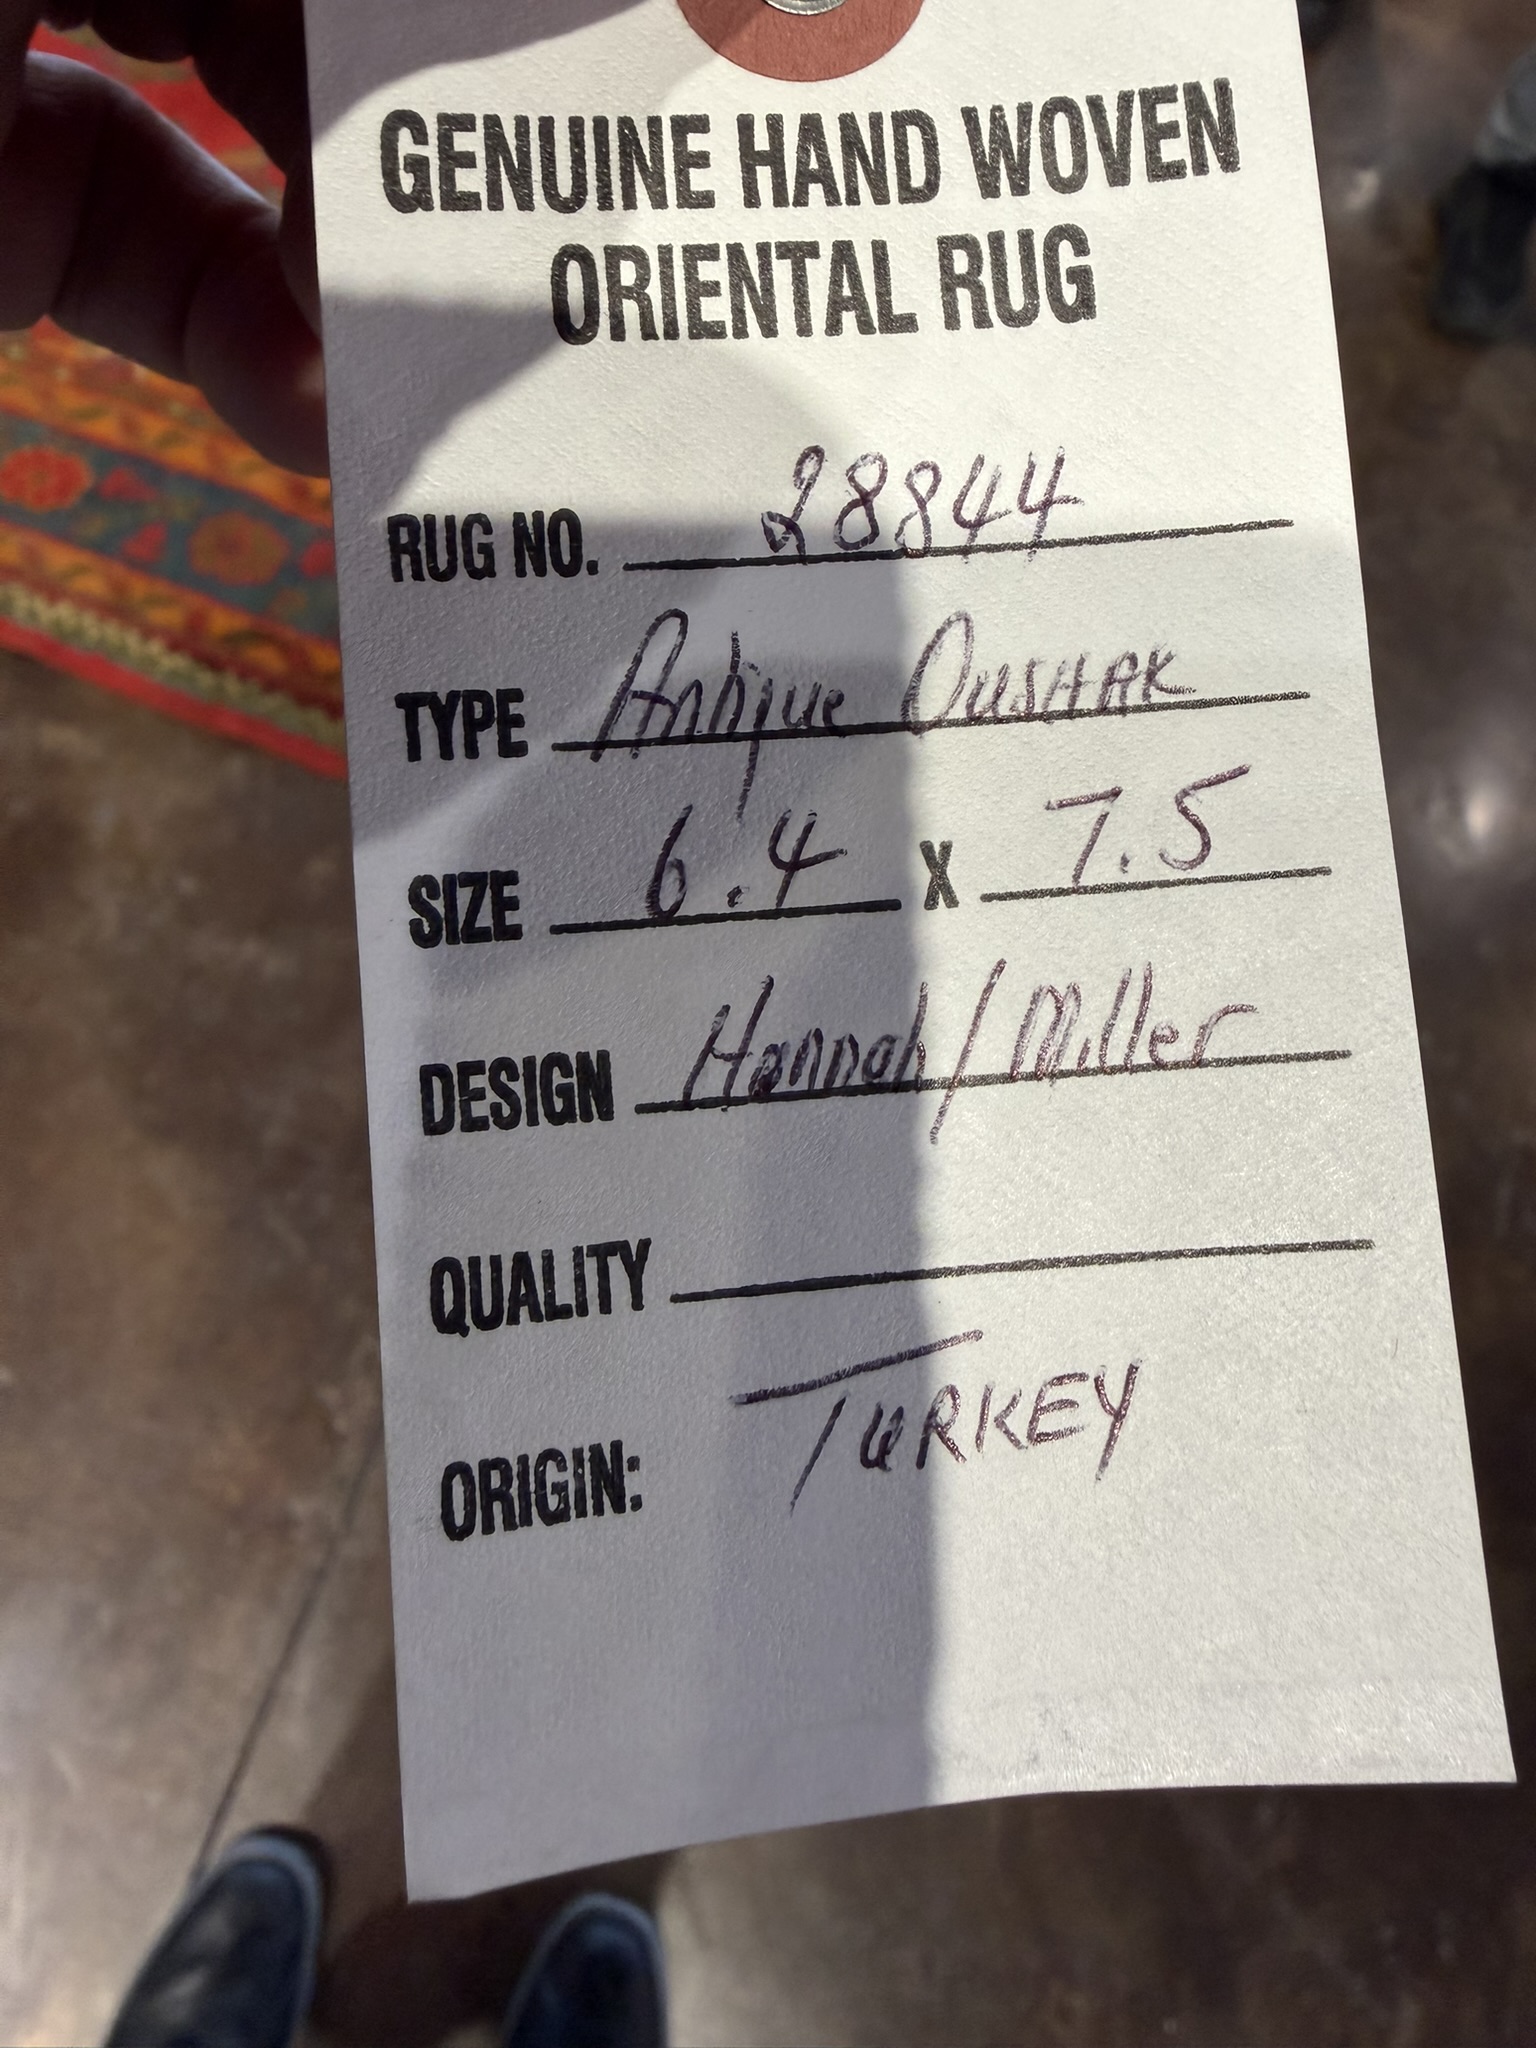 GENUINE HAND WOVEN
ORIENTAL RUG
RUG NO. 28844
TYPE Antique OUSHAK
SIZE 6.4 X 7.5
DESIGN Hannah / Miller
QUALITY
ORIGIN: TURKEY